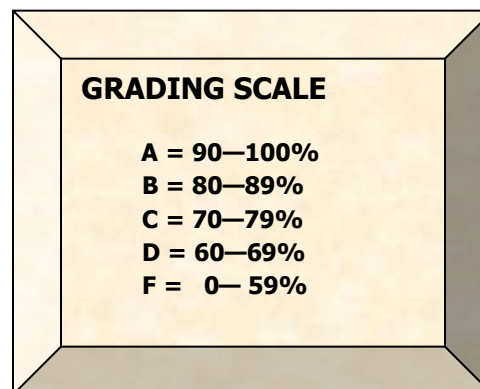 GRADING SCALE
A = 90—100%
B = 80—89%
C = 70—79%
D = 60—69%
F =   0— 59%